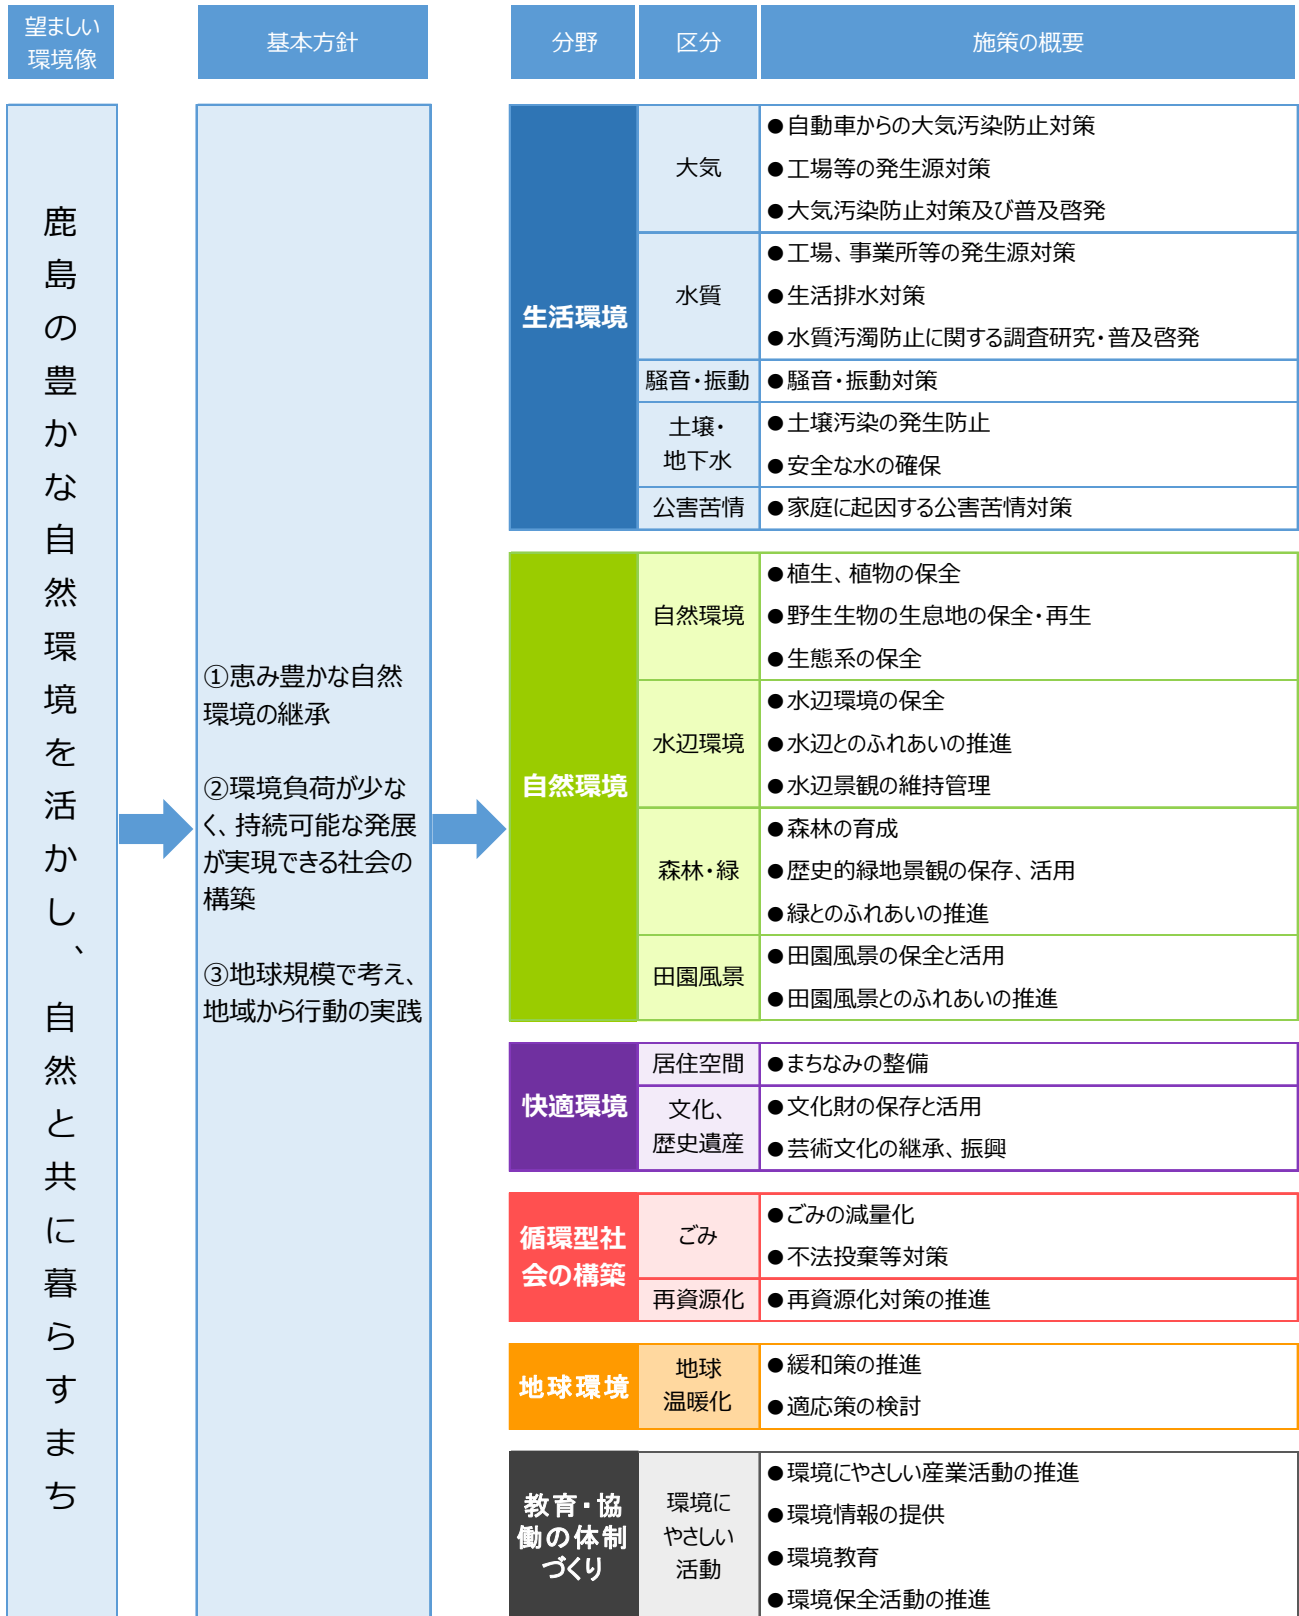 望ましい
環境像
基本方針
分野
区分
施策の概要
鹿島の豊かな自然環境を活かし、自然と共に暮らすまち
①恵み豊かな自然
環境の継承
②環境負荷が少な
く、持続可能な発展
が実現できる社会の
構築
③地球規模で考え、
地域から行動の実践
生活環境
大気
●自動車からの大気汚染防止対策
●工場等の発生源対策
●大気汚染防止対策及び普及啓発
水質
●工場、事業所等の発生源対策
●生活排水対策
●水質汚濁防止に関する調査研究・普及啓発
騒音・振動
●騒音・振動対策
土壌・
地下水
●土壌汚染の発生防止
●安全な水の確保
公害苦情
●家庭に起因する公害苦情対策
自然環境
自然環境
●植生、植物の保全
●野生生物の生息地の保全・再生
●生態系の保全
水辺環境
●水辺環境の保全
●水辺とのふれあいの推進
●水辺景観の維持管理
森林・緑
●森林の育成
●歴史的緑地景観の保存、活用
●緑とのふれあいの推進
田園風景
●田園風景の保全と活用
●田園風景とのふれあいの推進
快適環境
居住空間
●まちなみの整備
文化、
歴史遺産
●文化財の保存と活用
●芸術文化の継承、振興
循環型社
会の構築
ごみ
●ごみの減量化
●不法投棄等対策
再資源化
●再資源化対策の推進
地球環境
地球
温暖化
●緩和策の推進
●適応策の検討
教育・協
働の体制
づくり
環境に
やさしい
活動
●環境にやさしい産業活動の推進
●環境情報の提供
●環境教育
●環境保全活動の推進